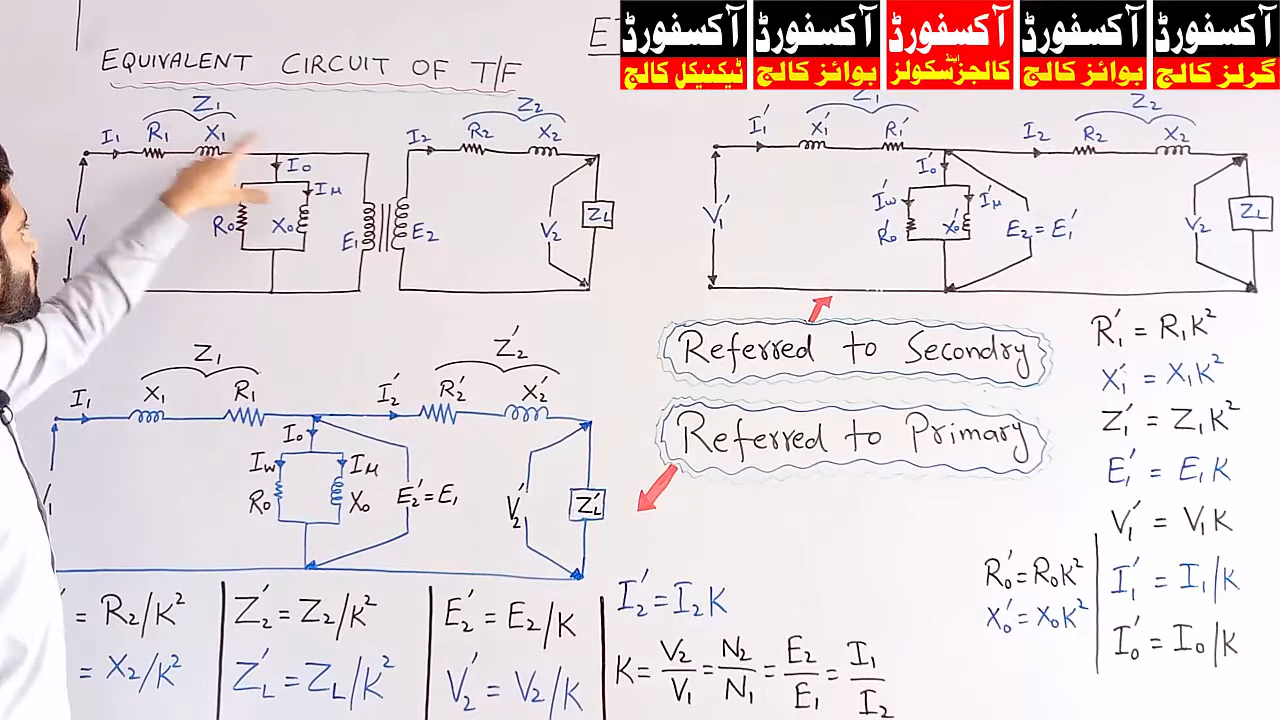 EQUIVALENT CIRCUIT OF T/F
آکسفورڈ
ٹیکنیکل کالج
آکسفورڈ
بوائز کالج
آکسفورڈ
کالجز اینڈ سکولز
آکسفورڈ
بوائز کالج
آکسفورڈ
گرلز کالج
Z₁
I₁ R₁ X₁
I₀
Iμ
R₀ X₀
V₁
E₁ E₂
Z₂
I₂ R₂ X₂
V₂ ZL
Z₁'
I₁' X₁' R₁'
I₀'
Iw' Iμ'
R₀' X₀'
V₁'
E₂ = E₁'
Z₂
I₂ R₂ X₂
V₂ ZL
Referred to Secondry
Referred to Primary
Z₁
I₁ X₁ R₁
I₀
Iw Iμ
R₀ X₀
E₂' = E₁
Z₂'
I₂' R₂' X₂'
V₂' ZL'
R₁' = R₁K²
X₁' = X₁K²
Z₁' = Z₁K²
E₁' = E₁K
V₁' = V₁K
I₁' = I₁/K
I₀' = I₀/K
R₀' = R₀K²
X₀' = X₀K²
= R₂/K²
= X₂/K²
Z₂' = Z₂/K²
ZL' = ZL/K²
E₂' = E₂/K
V₂' = V₂/K
I₂' = I₂K
K = V₂/V₁ = N₂/N₁ = E₂/E₁ = I₁/I₂